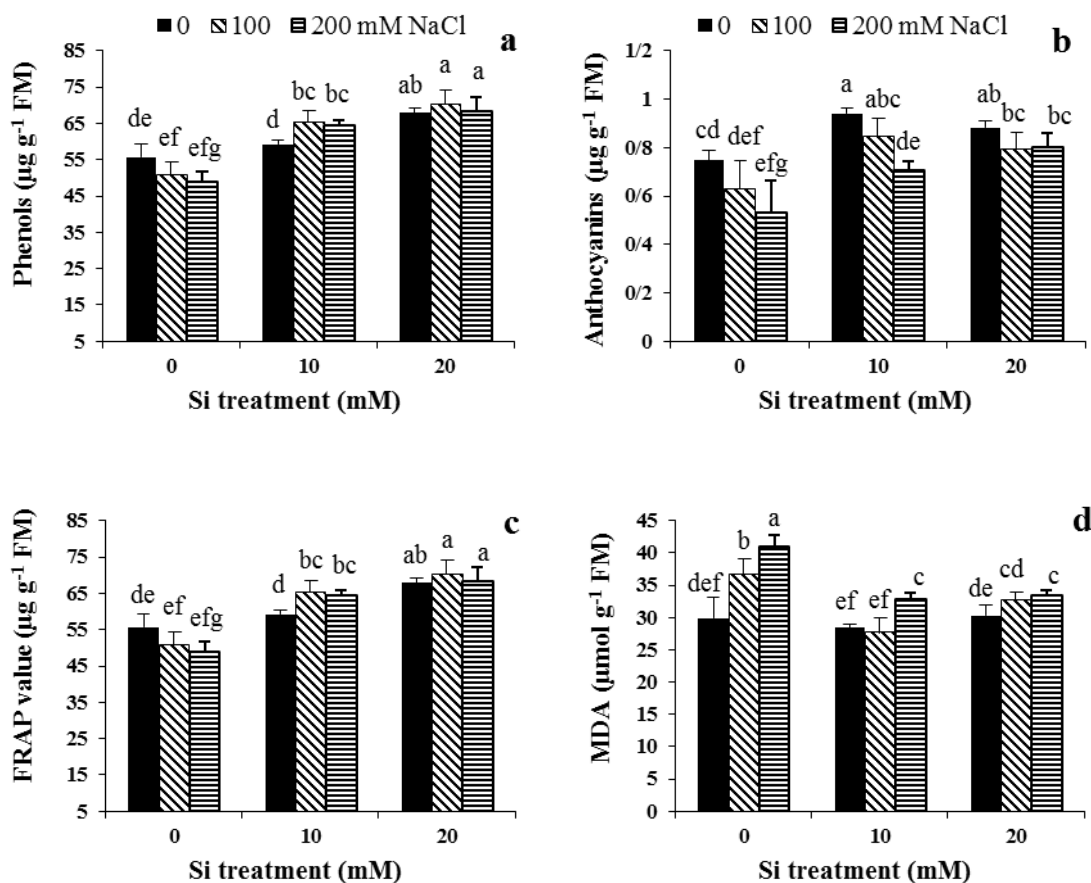 0 100 200 mM NaCl
a
Phenols (µg g-1 FM)
85
75
65
55
45
35
25
15
5
de ef efg d bc bc ab a a
0 10 20
Si treatment (mM)
0 100 200 mM NaCl
b
Anthocyanins (µg g-1 FM)
1/2
1
0/8
0/6
0/4
0/2
0
cd def efg a abc de ab bc bc
0 10 20
Si treatment (mM)
c
FRAP value (µg g-1 FM)
85
75
65
55
45
35
25
15
5
de ef efg d bc bc ab a a
0 10 20
Si treatment (mM)
d
MDA (µmol g-1 FM)
45
40
35
30
25
20
15
10
5
0
def b a ef ef c de cd c
0 10 20
Si treatment (mM)